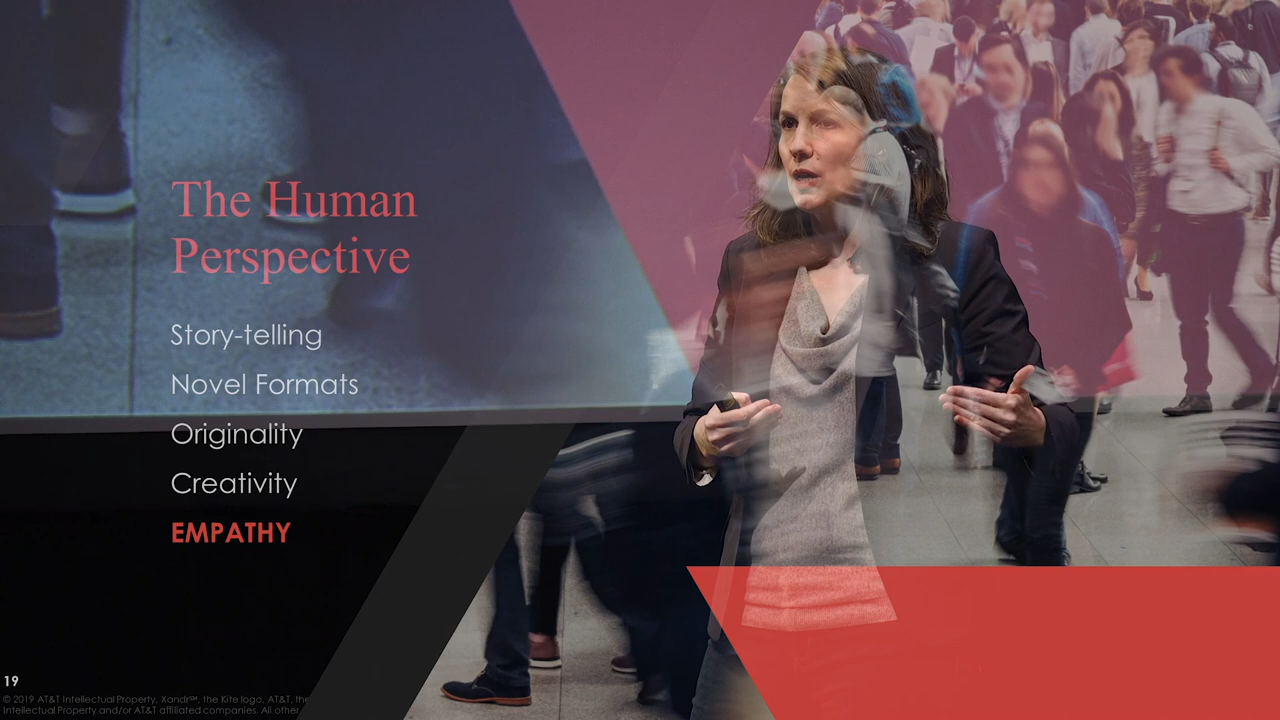 The Human
Perspective
Story-telling
Novel Formats
Originality
Creativity
EMPATHY
19
© 2019 AT&T Intellectual Property. Xandr℠, the Kite logo, AT&T, the
Intellectual Property and/or AT&T affiliated companies. All other